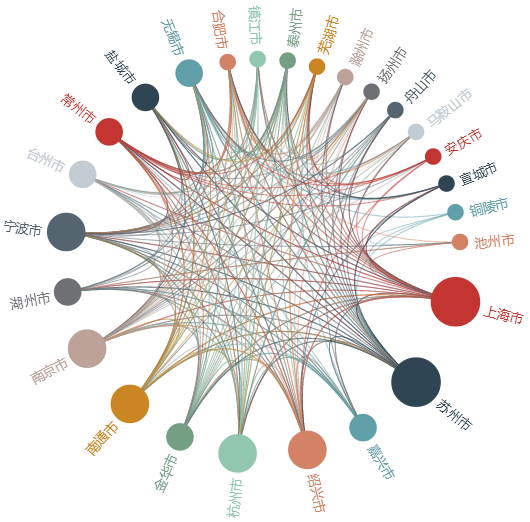 上海市
苏州市
嘉兴市
绍兴市
杭州市
金华市
南通市
南京市
湖州市
宁波市
台州市
常州市
盐城市
无锡市
合肥市
镇江市
泰州市
芜湖市
滁州市
扬州市
舟山市
马鞍山市
安庆市
宣城市
铜陵市
池州市